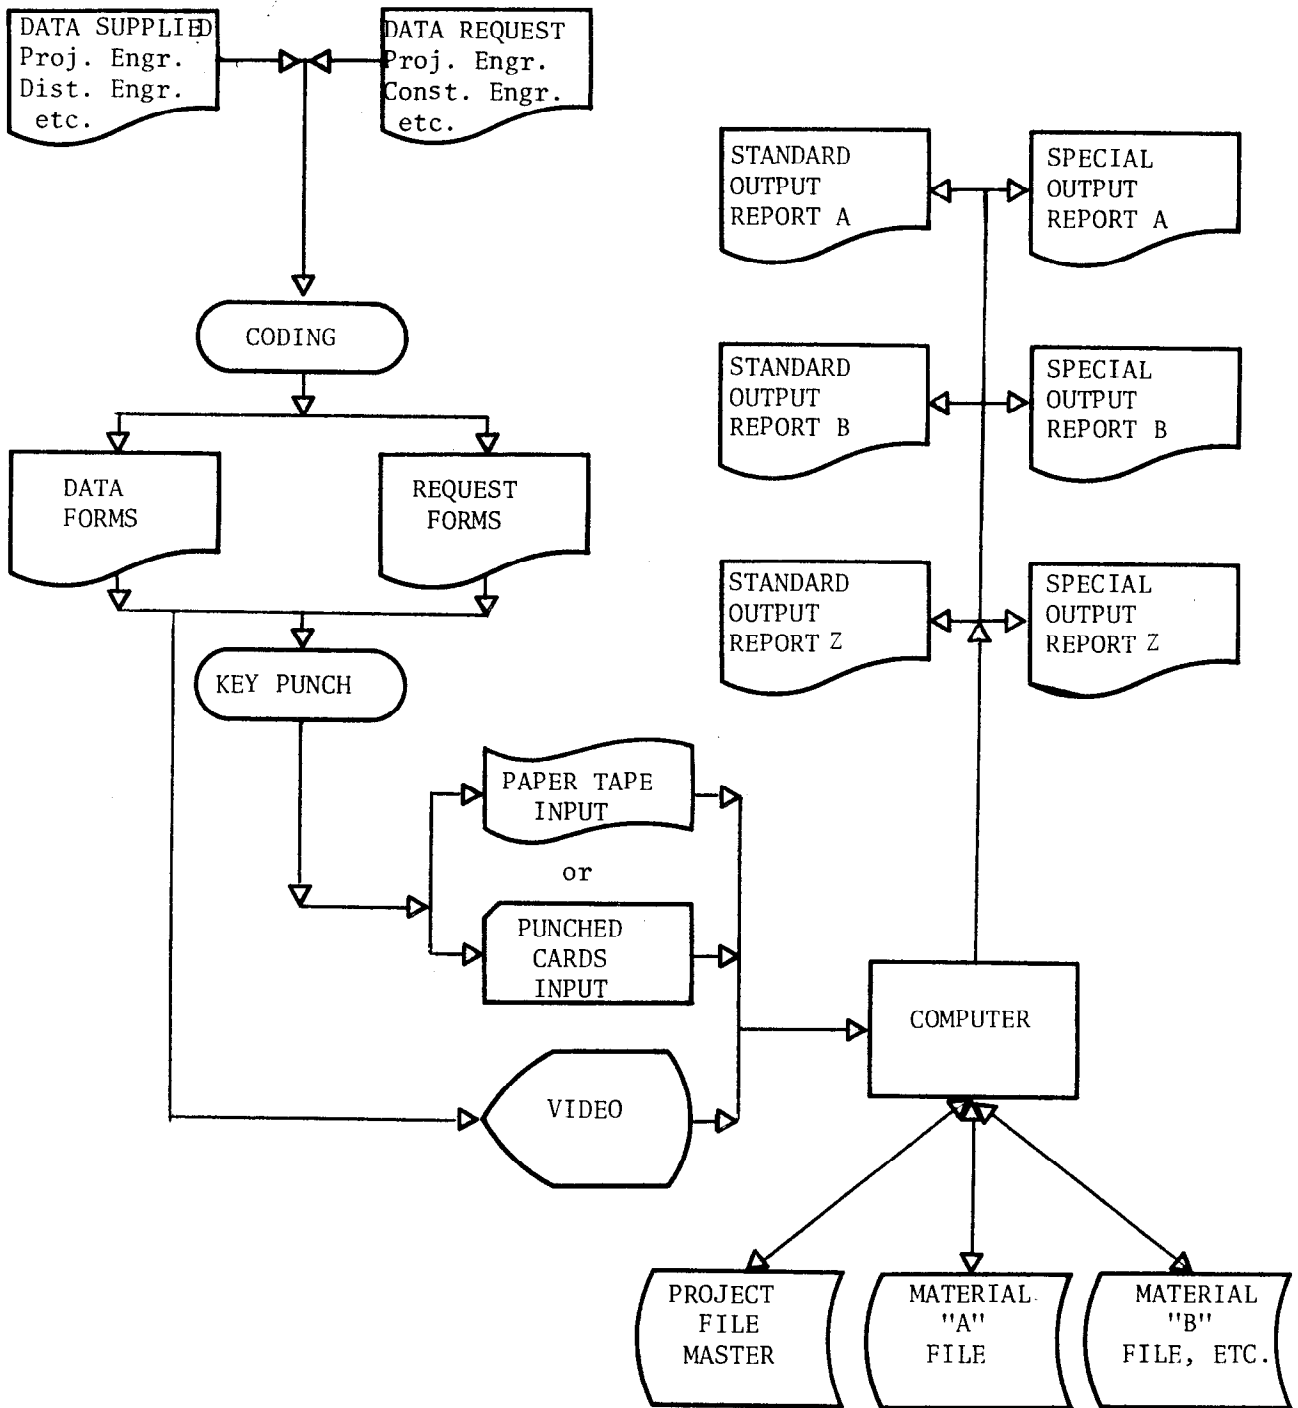 DATA SUPPLIED
Proj. Engr.
Dist. Engr.
etc.
DATA REQUEST
Proj. Engr.
Const. Engr.
etc.
CODING
DATA
FORMS
REQUEST
FORMS
KEY PUNCH
PAPER TAPE
INPUT
or
PUNCHED
CARDS
INPUT
VIDEO
STANDARD
OUTPUT
REPORT A
SPECIAL
OUTPUT
REPORT A
STANDARD
OUTPUT
REPORT B
SPECIAL
OUTPUT
REPORT B
STANDARD
OUTPUT
REPORT Z
SPECIAL
OUTPUT
REPORT Z
COMPUTER
PROJECT
FILE
MASTER
MATERIAL
"A"
FILE
MATERIAL
"B"
FILE, ETC.